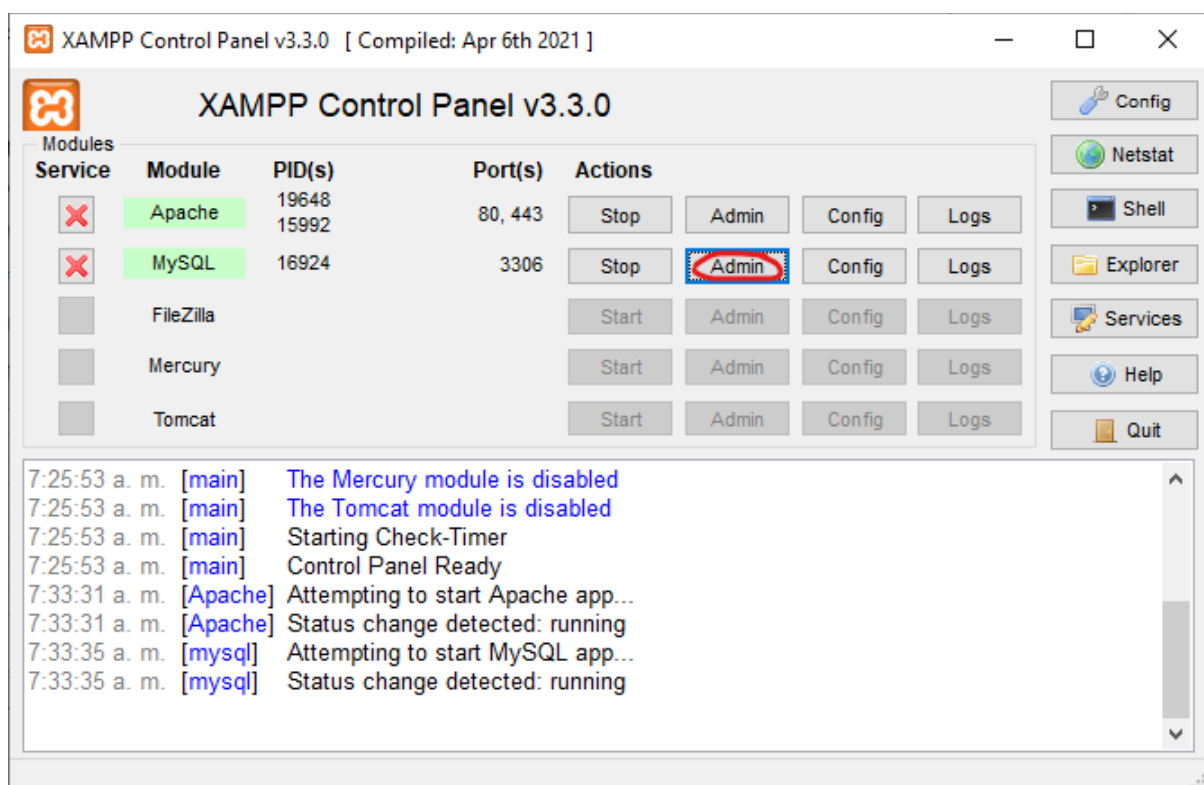 XAMPP Control Panel v3.3.0 [ Compiled: Apr 6th 2021 ]
XAMPP Control Panel v3.3.0
Modules
Service Module PID(s) Port(s) Actions
Apache 19648 15992 80, 443 Stop Admin Config Logs
MySQL 16924 3306 Stop Admin Config Logs
FileZilla Start Admin Config Logs
Mercury Start Admin Config Logs
Tomcat Start Admin Config Logs
Config
Netstat
Shell
Explorer
Services
Help
Quit
7:25:53 a. m. [main] The Mercury module is disabled
7:25:53 a. m. [main] The Tomcat module is disabled
7:25:53 a. m. [main] Starting Check-Timer
7:25:53 a. m. [main] Control Panel Ready
7:33:31 a. m. [Apache] Attempting to start Apache app...
7:33:31 a. m. [Apache] Status change detected: running
7:33:35 a. m. [mysql] Attempting to start MySQL app...
7:33:35 a. m. [mysql] Status change detected: running